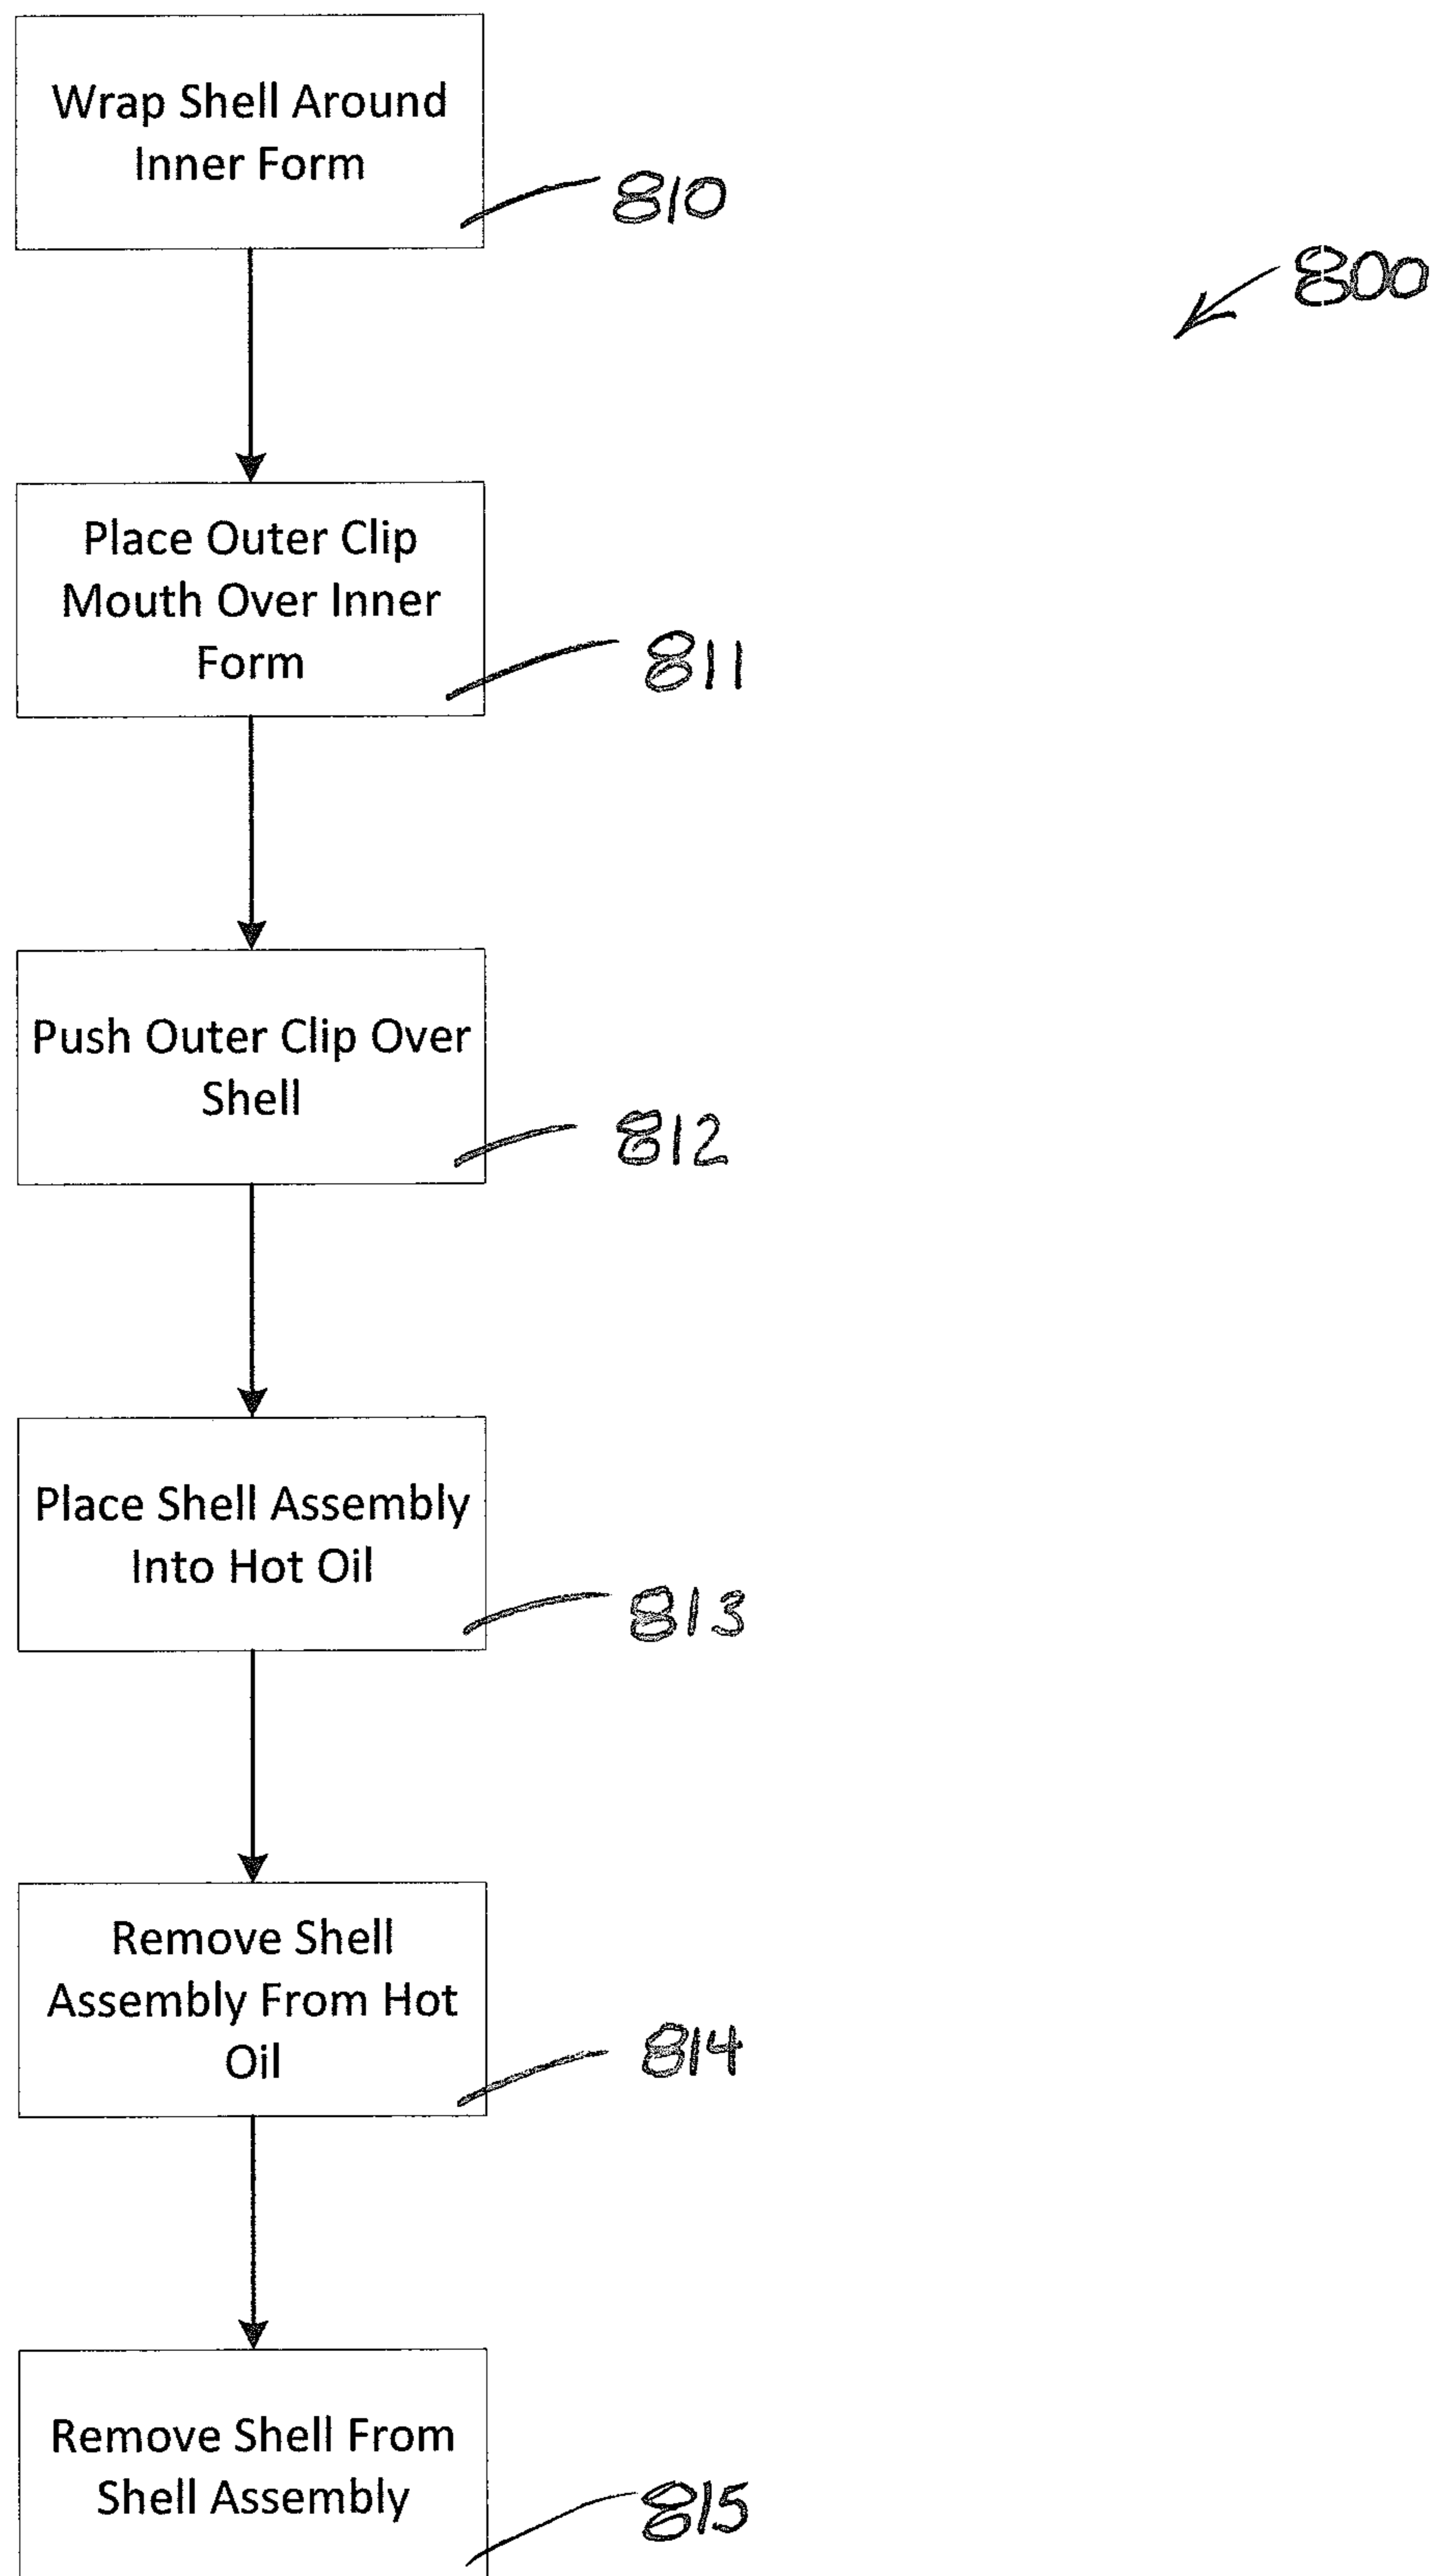 Wrap Shell Around
Inner Form
810
800
Place Outer Clip
Mouth Over Inner
Form
811
Push Outer Clip Over
Shell
812
Place Shell Assembly
Into Hot Oil
813
Remove Shell
Assembly From Hot
Oil
814
Remove Shell From
Shell Assembly
815